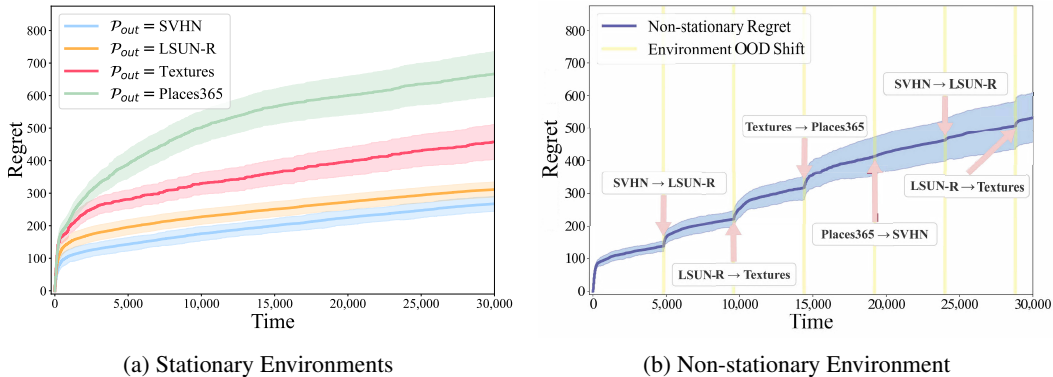 800
700
600
500
400
300
200
100
0
Regret
𝒫out = SVHN
𝒫out = LSUN-R
𝒫out = Textures
𝒫out = Places365
0
5,000
10,000
15,000
20,000
25,000
30,000
Time
(a) Stationary Environments
800
700
600
500
400
300
200
100
0
Regret
Non-stationary Regret
Environment OOD Shift
SVHN → LSUN-R
Textures → Places365
SVHN → LSUN-R
LSUN-R → Textures
Places365 → SVHN
LSUN-R → Textures
0
5,000
10,000
15,000
20,000
25,000
30,000
Time
(b) Non-stationary Environment